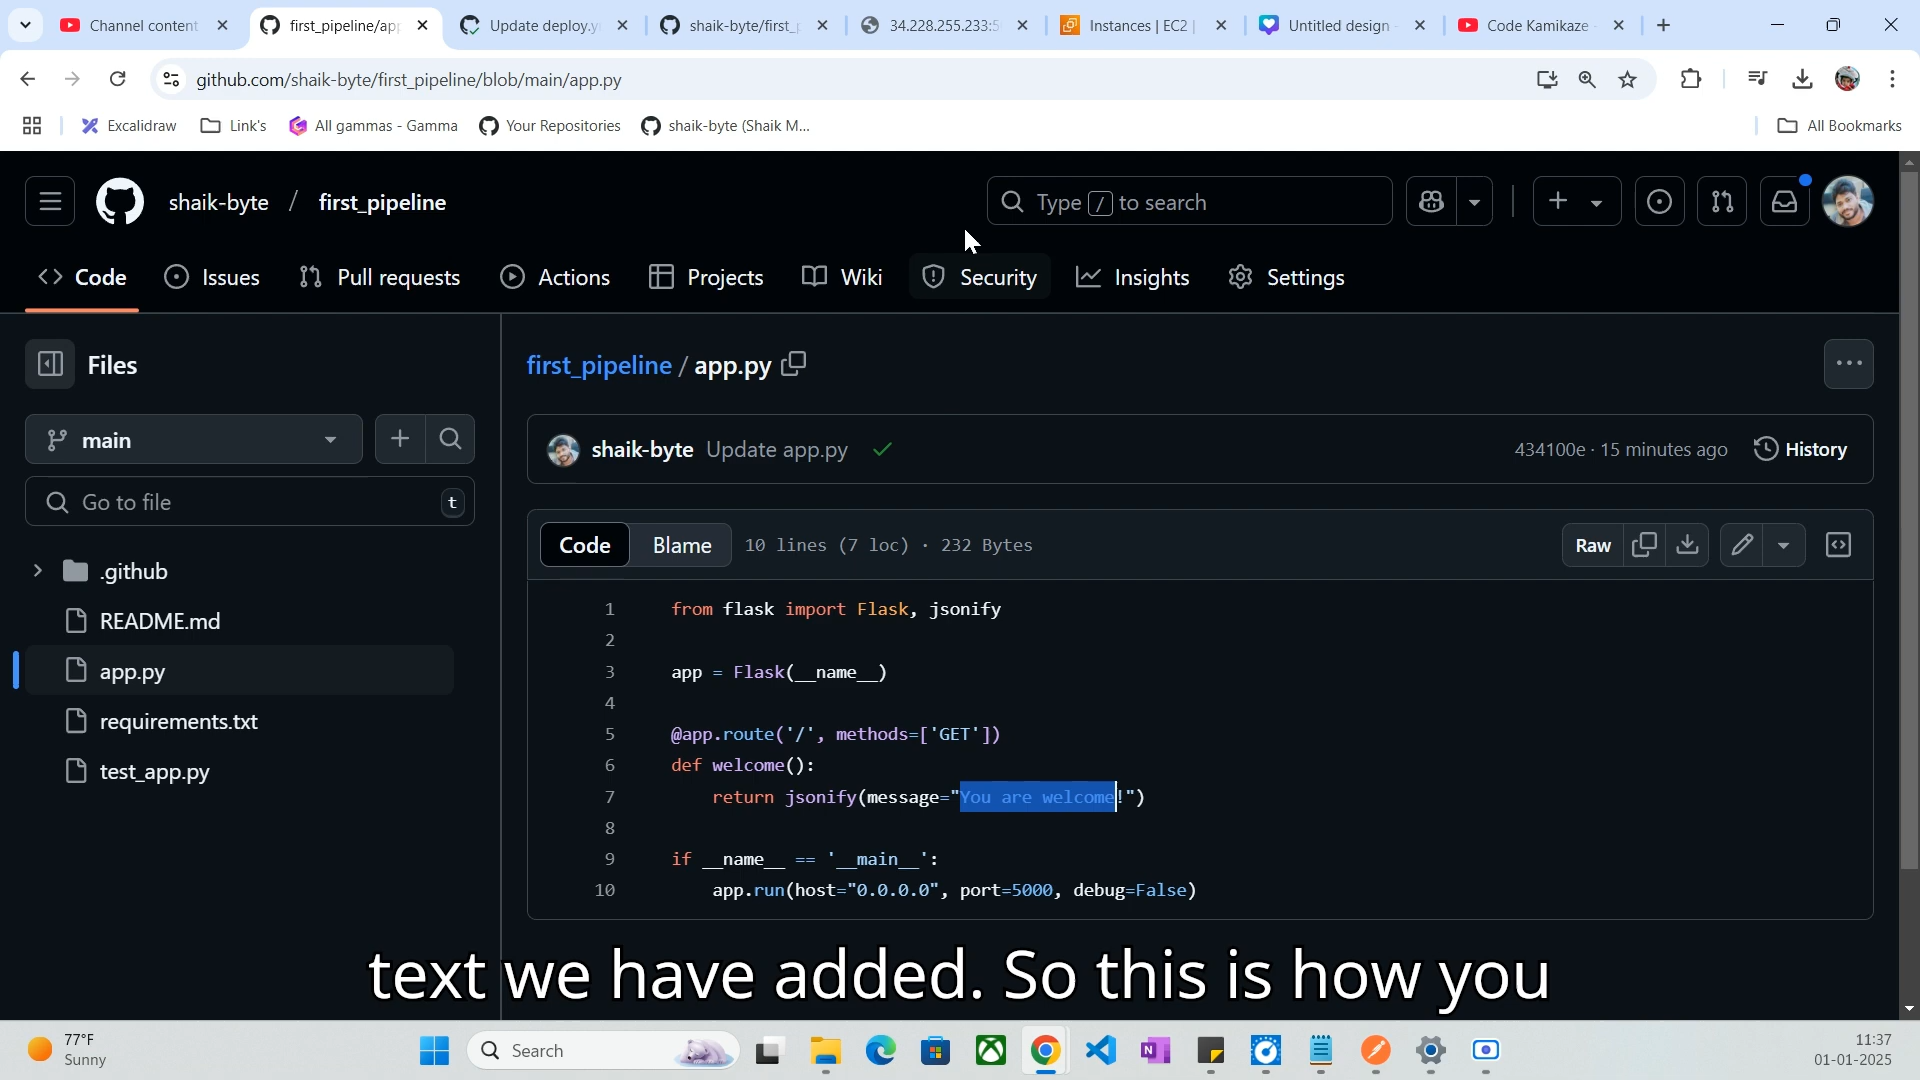 Channel content
first_pipeline/app
Update deploy.y
shaik-byte/first_p
34.228.255.233:5
Instances | EC2 |
Untitled design
Code Kamikaze -
github.com/shaik-byte/first_pipeline/blob/main/app.py
Excalidraw
Link's
All gammas - Gamma
Your Repositories
shaik-byte (Shaik M...
All Bookmarks
shaik-byte / first_pipeline
Type / to search
Code
Issues
Pull requests
Actions
Projects
Wiki
Security
Insights
Settings
Files
main
Go to file
t
.github
README.md
app.py
requirements.txt
test_app.py
first_pipeline / app.py
shaik-byte Update app.py
434100e · 15 minutes ago
History
Code
Blame
10 lines (7 loc) · 232 Bytes
Raw
1 from flask import Flask, jsonify
2
3 app = Flask(__name__)
4
5 @app.route('/', methods=['GET'])
6 def welcome():
7 return jsonify(message="You are welcome!")
8
9 if __name__ == '__main__':
10 app.run(host="0.0.0.0", port=5000, debug=False)
text we have added. So this is how you
77°F
Sunny
Search
11:37
01-01-2025